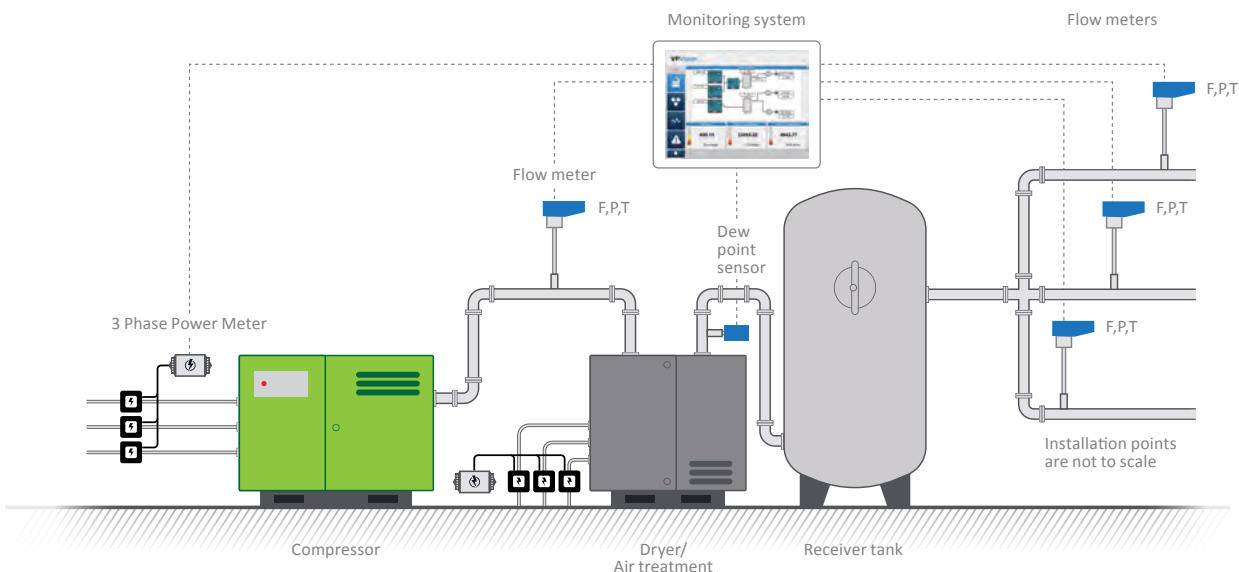 Monitoring system
Flow meters
VPVision
F,P,T
Flow meter
F,P,T
F,P,T
Dew
point
sensor
3 Phase Power Meter
F,P,T
Installation points
are not to scale
Compressor
Dryer/
Air treatment
Receiver tank